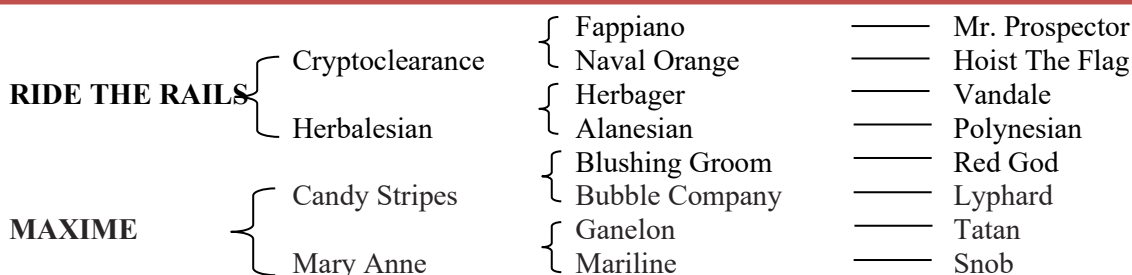 Fappiano Mr. Prospector
Cryptoclearance Naval Orange Hoist The Flag
RIDE THE RAILS Herbager Vandale
Herbalesian Alanesian Polynesian
Blushing Groom Red God
Candy Stripes Bubble Company Lyphard
MAXIME Ganelon Tatan
Mary Anne Mariline Snob